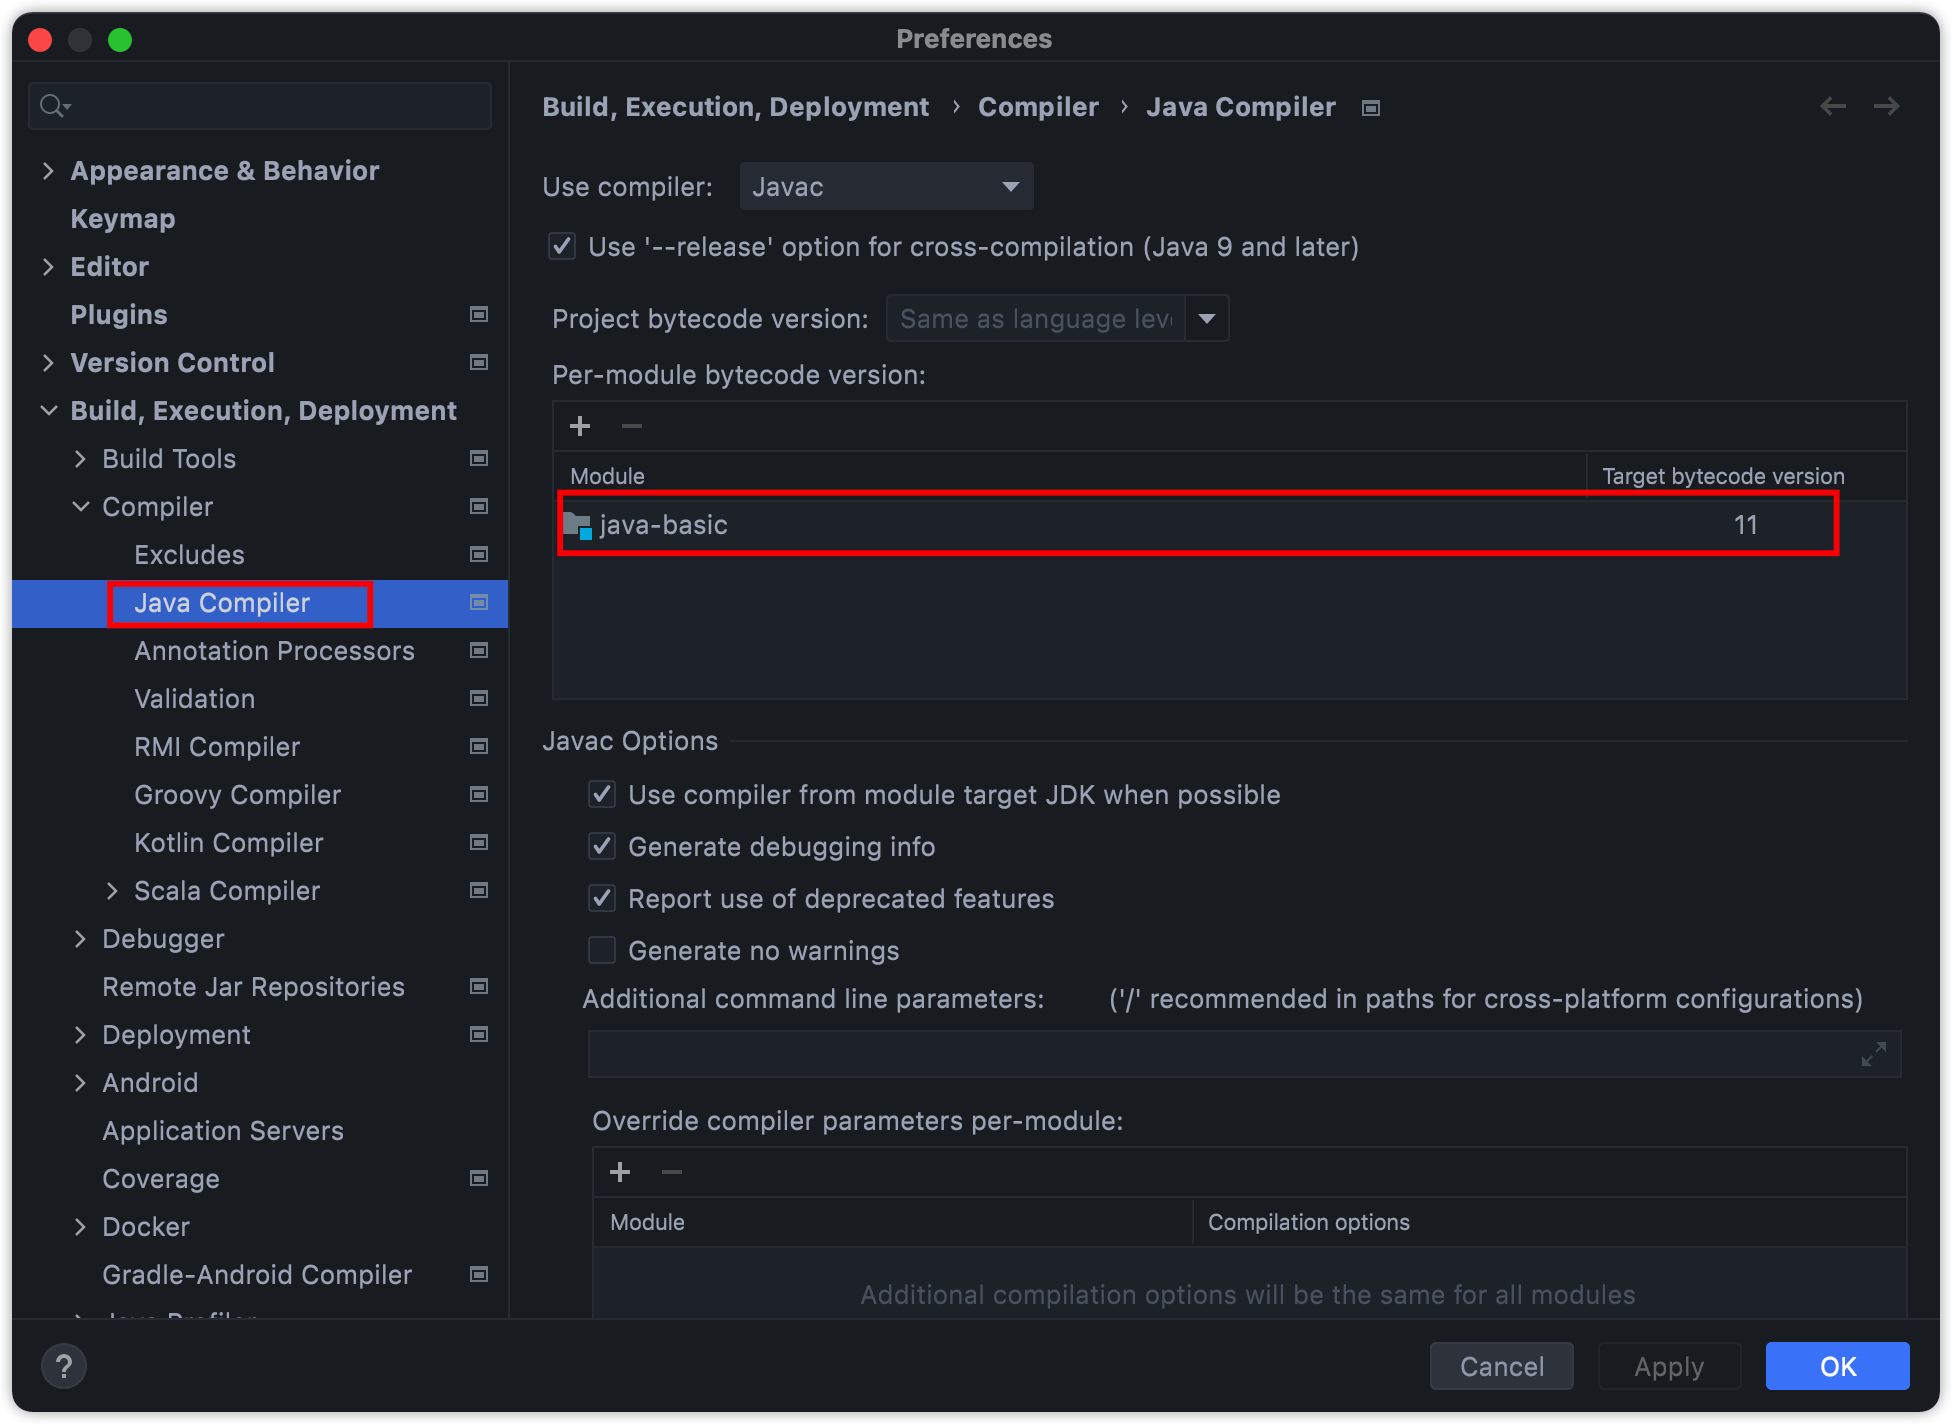 Preferences
Appearance & Behavior
Keymap
Editor
Plugins
Version Control
Build, Execution, Deployment
Build Tools
Compiler
Excludes
Java Compiler
Annotation Processors
Validation
RMI Compiler
Groovy Compiler
Kotlin Compiler
Scala Compiler
Debugger
Remote Jar Repositories
Deployment
Android
Application Servers
Coverage
Docker
Gradle-Android Compiler
Java Profiler
Build, Execution, Deployment › Compiler › Java Compiler
Use compiler: Javac
Use '--release' option for cross-compilation (Java 9 and later)
Project bytecode version: Same as language lev
Per-module bytecode version:
Module Target bytecode version
java-basic 11
Javac Options
Use compiler from module target JDK when possible
Generate debugging info
Report use of deprecated features
Generate no warnings
Additional command line parameters: ('/' recommended in paths for cross-platform configurations)
Override compiler parameters per-module:
Module Compilation options
Additional compilation options will be the same for all modules
? Cancel Apply OK